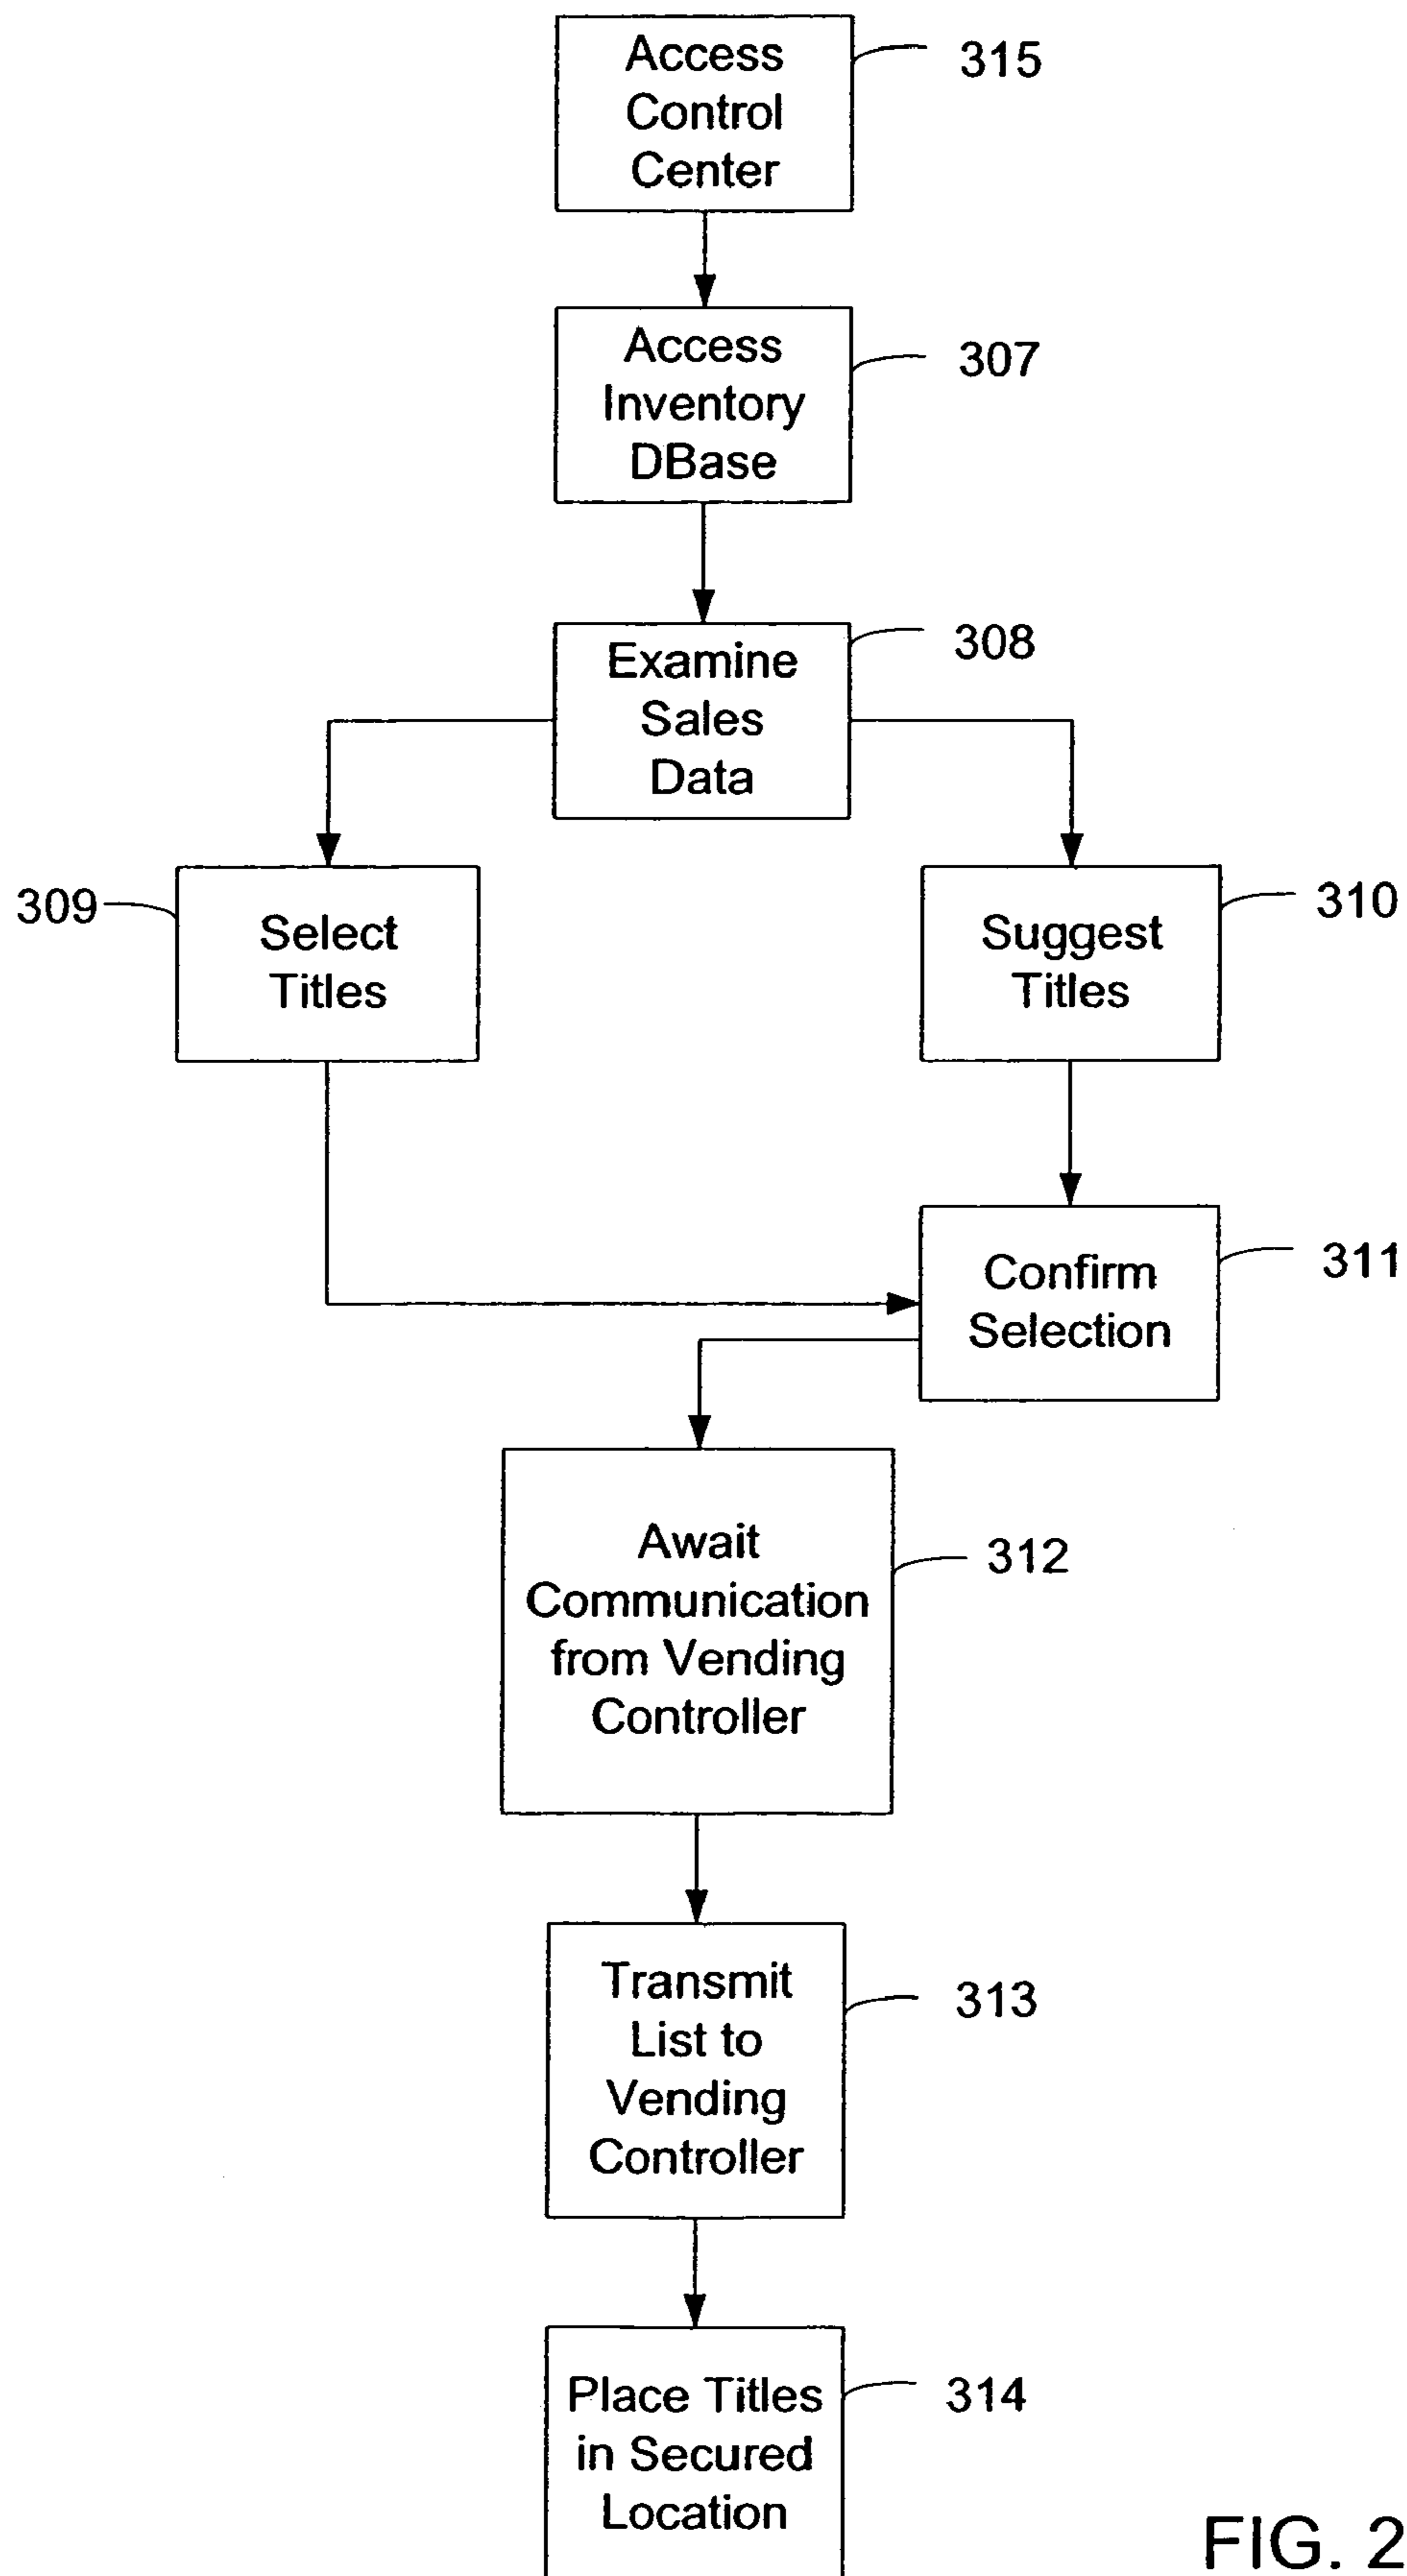 Access
Control
Center
315
Access
Inventory
DBase
307
Examine
Sales
Data
308
309
Select
Titles
Suggest
Titles
310
Confirm
Selection
311
Await
Communication
from Vending
Controller
312
Transmit
List to
Vending
Controller
313
Place Titles
in Secured
Location
314
FIG. 2